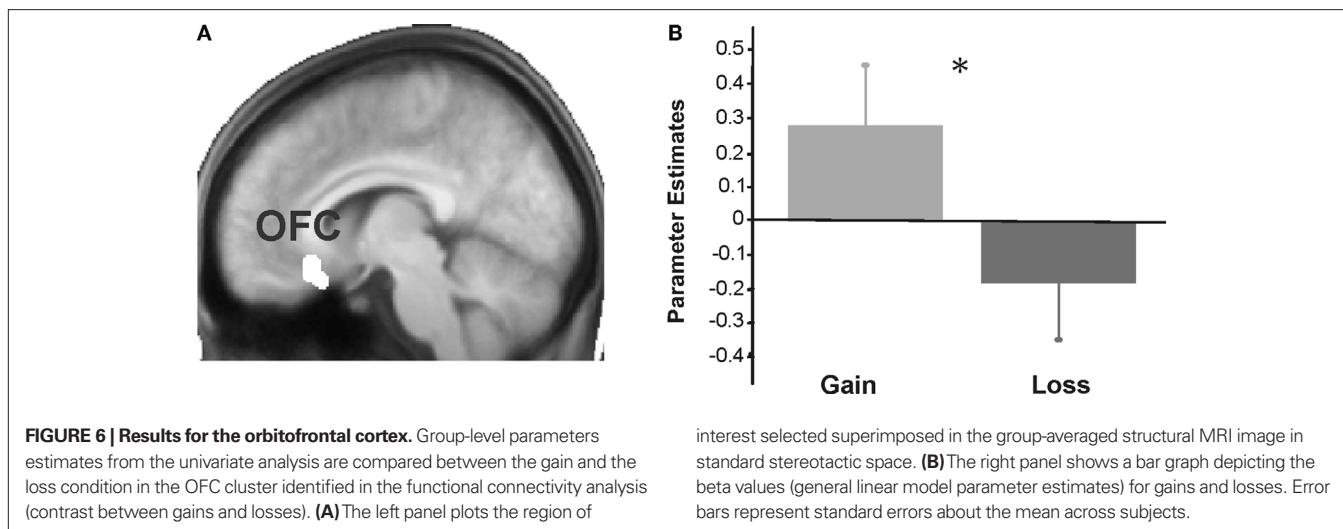 A
OFC
B
Parameter Estimates
0.5
0.4
0.3
0.2
0.1
0
-0.1
-0.2
-0.3
-0.4
*
Gain Loss
FIGURE 6 | Results for the orbitofrontal cortex. Group-level parameters
estimates from the univariate analysis are compared between the gain and the
loss condition in the OFC cluster identified in the functional connectivity analysis
(contrast between gains and losses). (A) The left panel plots the region of
interest selected superimposed in the group-averaged structural MRI image in
standard stereotactic space. (B) The right panel shows a bar graph depicting the
beta values (general linear model parameter estimates) for gains and losses. Error
bars represent standard errors about the mean across subjects.